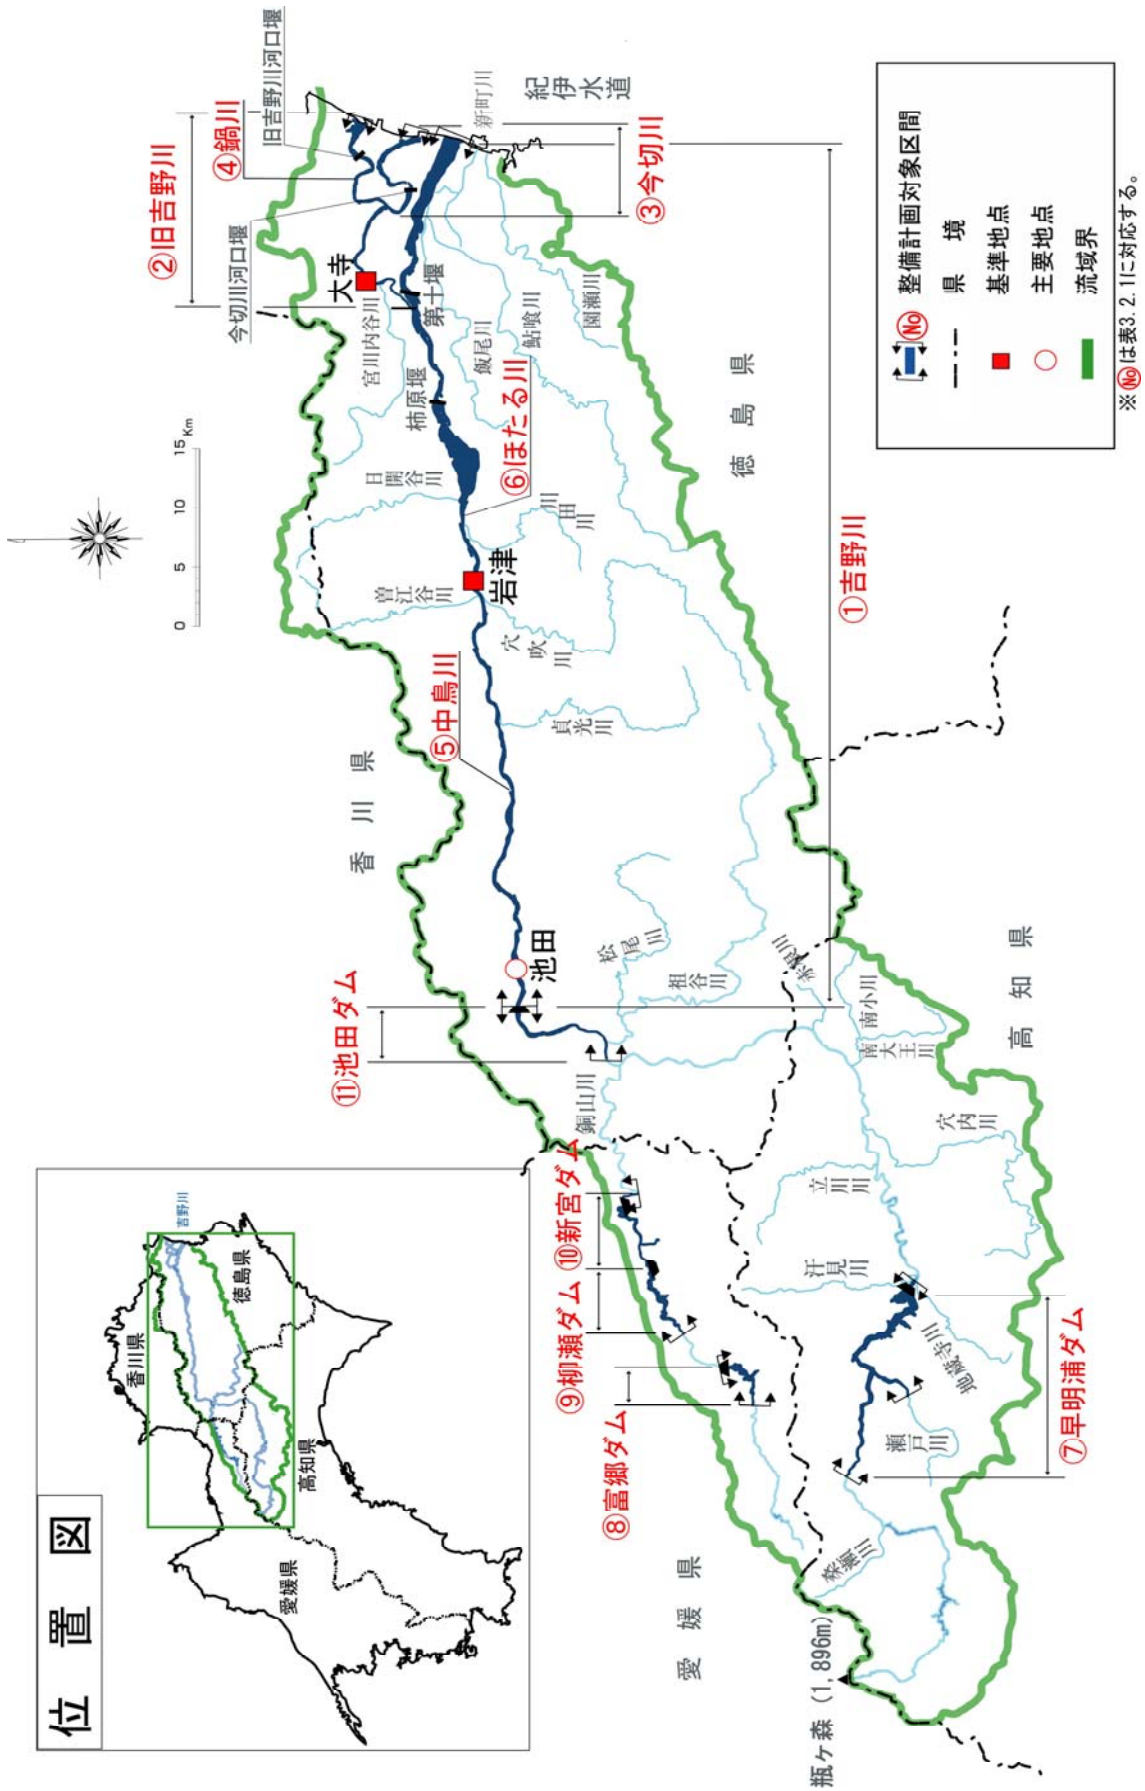 位置図
香川県
徳島県
愛媛県
高知県
吉野川
0 5 10 15 Km
②旧吉野川
④鍋川
旧吉野川河口堰
今切川河口堰
新町川
紀伊水道
③今切川
大寺
第十堰
宮川内谷川
柿原堰
飯尾川
鮎喰川
園瀬川
⑥ほたる川
日開谷川
川田川
岩津
曽江谷川
穴吹川
⑤中鳥川
貞光川
香川県
徳島県
①吉野川
池田
⑪池田ダム
松尾川
祖谷川
赤根川
南小川
南大王川
高知県
銅山川
穴内川
立川川
汗見川
地蔵寺川
瀬戸川
⑦早明浦ダム
⑩新宮ダム
⑨柳瀬ダム
⑧富郷ダム
愛媛県
瓶ヶ森 (1,896m)
No 整備計画対象区間
県境
基準地点
主要地点
流域界
※Noは表3.2.1に対応する。